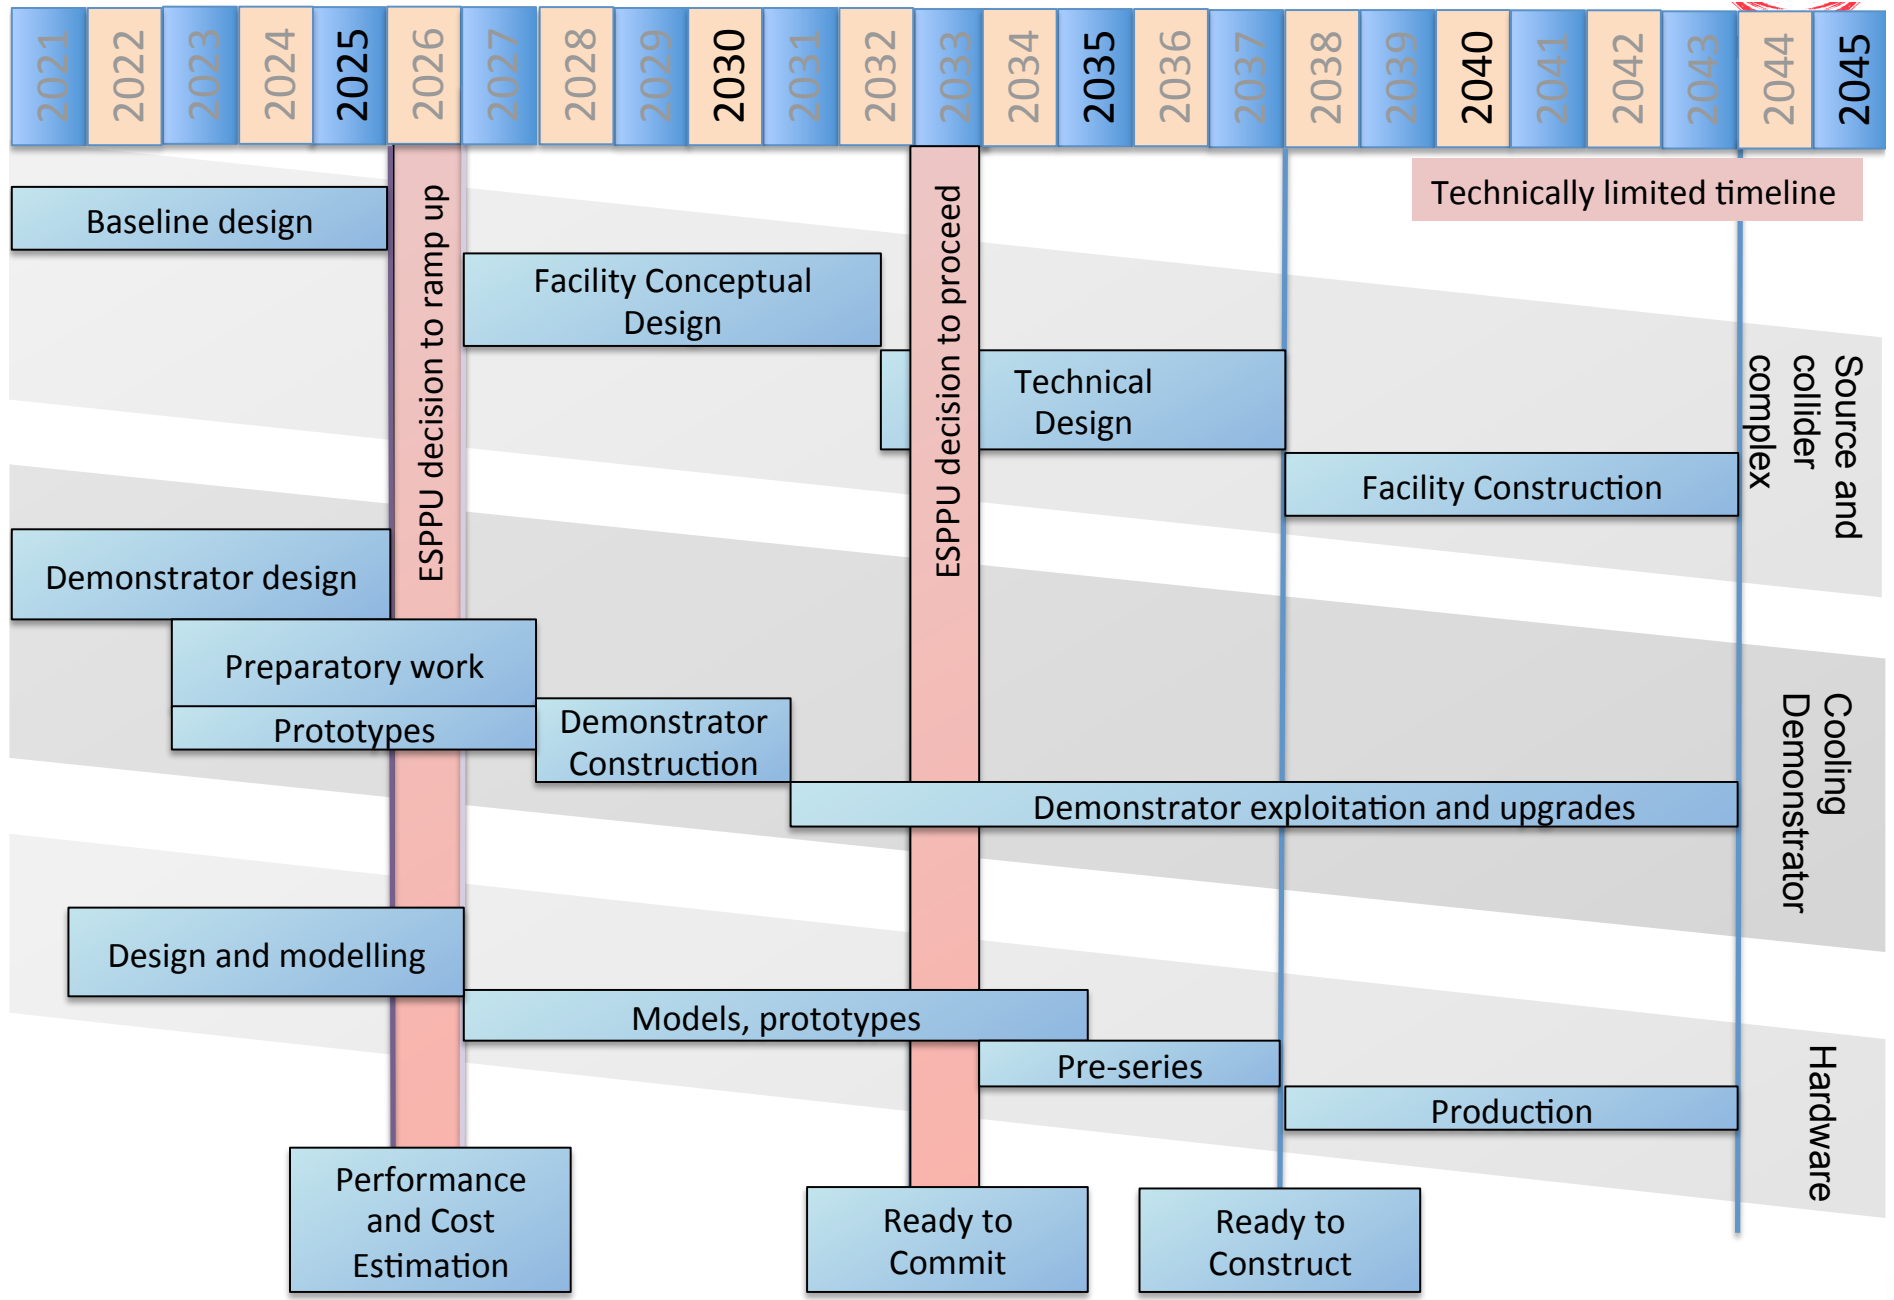 2021
2022
2023
2024
2025
2026
2027
2028
2029
2030
2031
2032
2033
2034
2035
2036
2037
2038
2039
2040
2041
2042
2043
2044
2045
Technically limited timeline
Baseline design
ESPPU decision to ramp up
Facility Conceptual
Design
ESPPU decision to proceed
Technical
Design
Facility Construction
Source and
collider
complex
Demonstrator design
Preparatory work
Prototypes
Demonstrator
Construction
Demonstrator exploitation and upgrades
Cooling
Demonstrator
Design and modelling
Models, prototypes
Pre-series
Production
Hardware
Performance
and Cost
Estimation
Ready to
Commit
Ready to
Construct